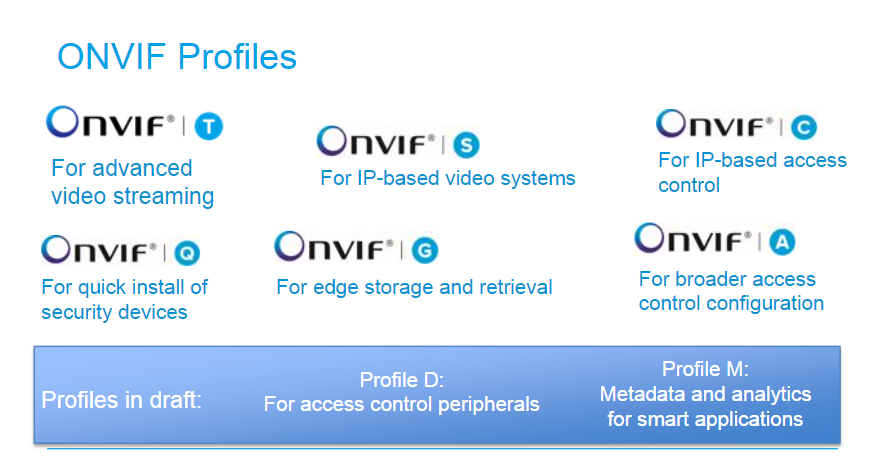 ONVIF Profiles
ONVIF® | T
For advanced
video streaming
ONVIF® | S
For IP-based video systems
ONVIF® | C
For IP-based access
control
ONVIF® | Q
For quick install of
security devices
ONVIF® | G
For edge storage and retrieval
ONVIF® | A
For broader access
control configuration
Profiles in draft:
Profile D:
For access control peripherals
Profile M:
Metadata and analytics
for smart applications